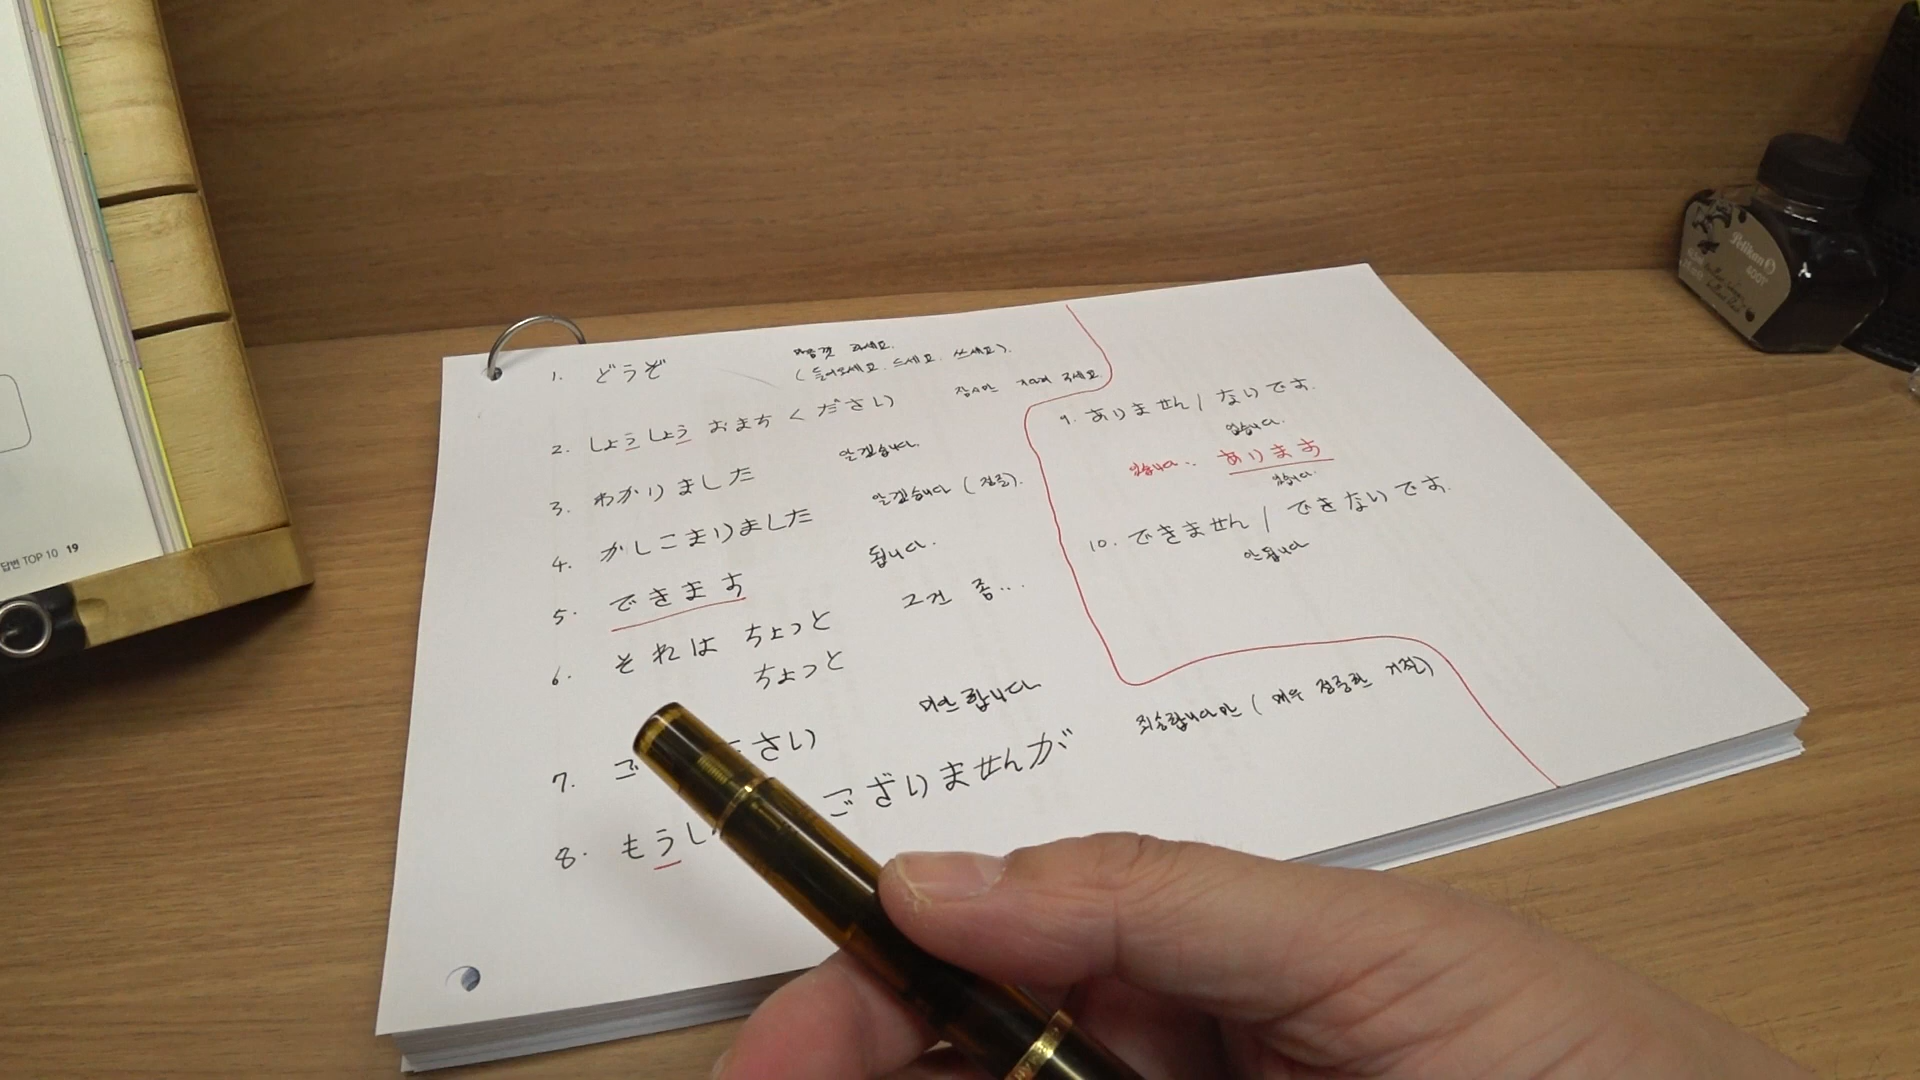 1. どうぞ 마음껏 하세요.
(들어오세요. 드세요. 쓰세요).
2. しょうしょう おまち ください 잠시만 기다려 주세요
3. わかりました 알겠습니다.
4. かしこまりました 알겠습니다 (정중).
5. できます 됩니다.
6. それは ちょっと 그건 좀...
ちょっと
7. ご ださい 미안합니다
8. もうし ございませんが 죄송합니다만 (매우 정중한 거절)
9. ありません / ないです.
없습니다.
있습니다. あります
있습니다.
10. できません / できないです.
안됩니다
답변 TOP 10 19
Pelikan
4001